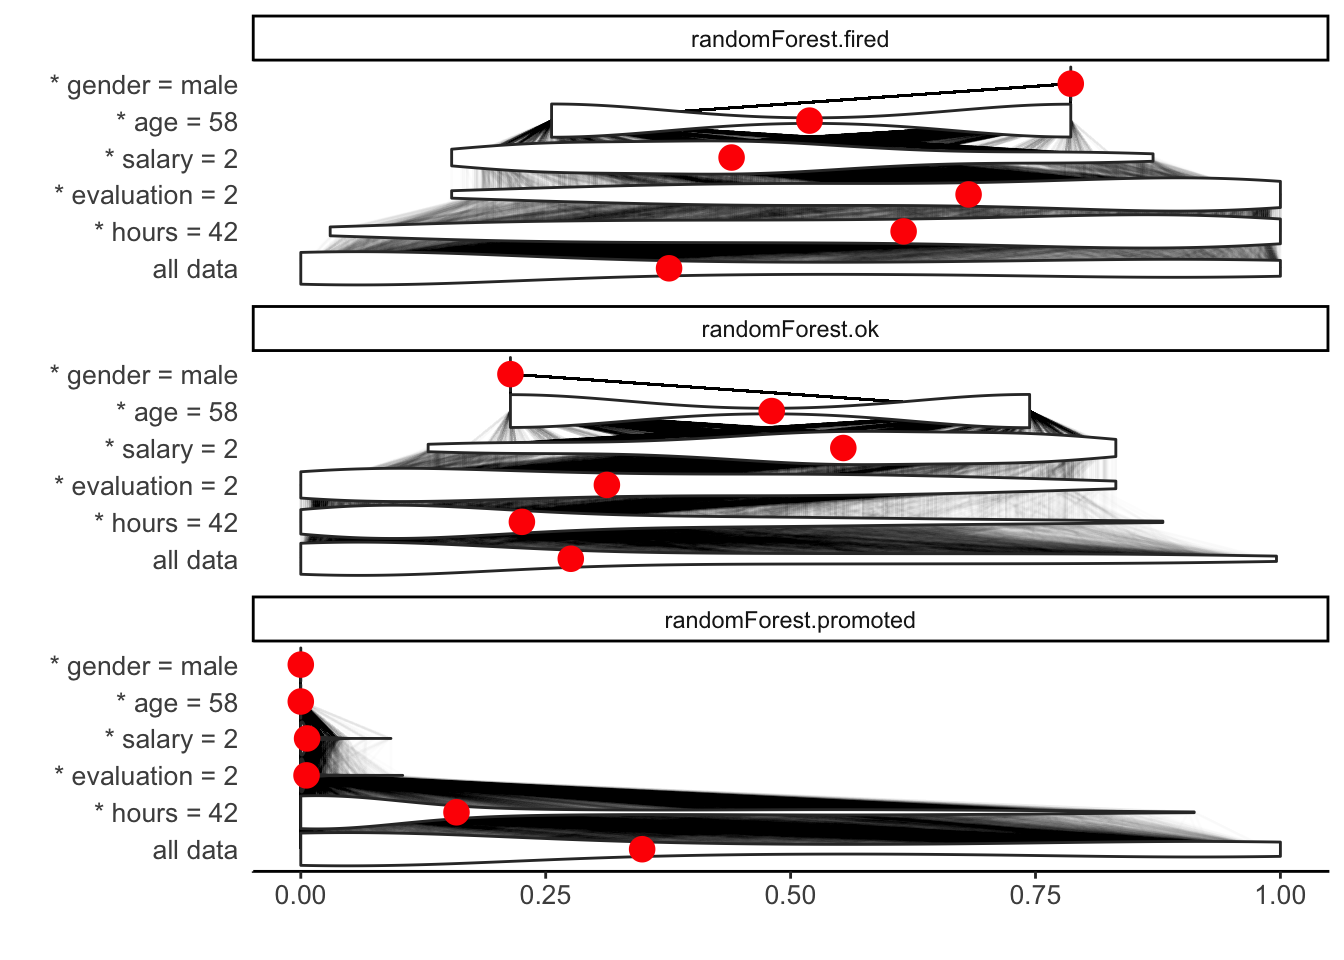 randomForest.fired
* gender = male
* age = 58
* salary = 2
* evaluation = 2
* hours = 42
all data
randomForest.ok
* gender = male
* age = 58
* salary = 2
* evaluation = 2
* hours = 42
all data
randomForest.promoted
* gender = male
* age = 58
* salary = 2
* evaluation = 2
* hours = 42
all data
0.00 0.25 0.50 0.75 1.00